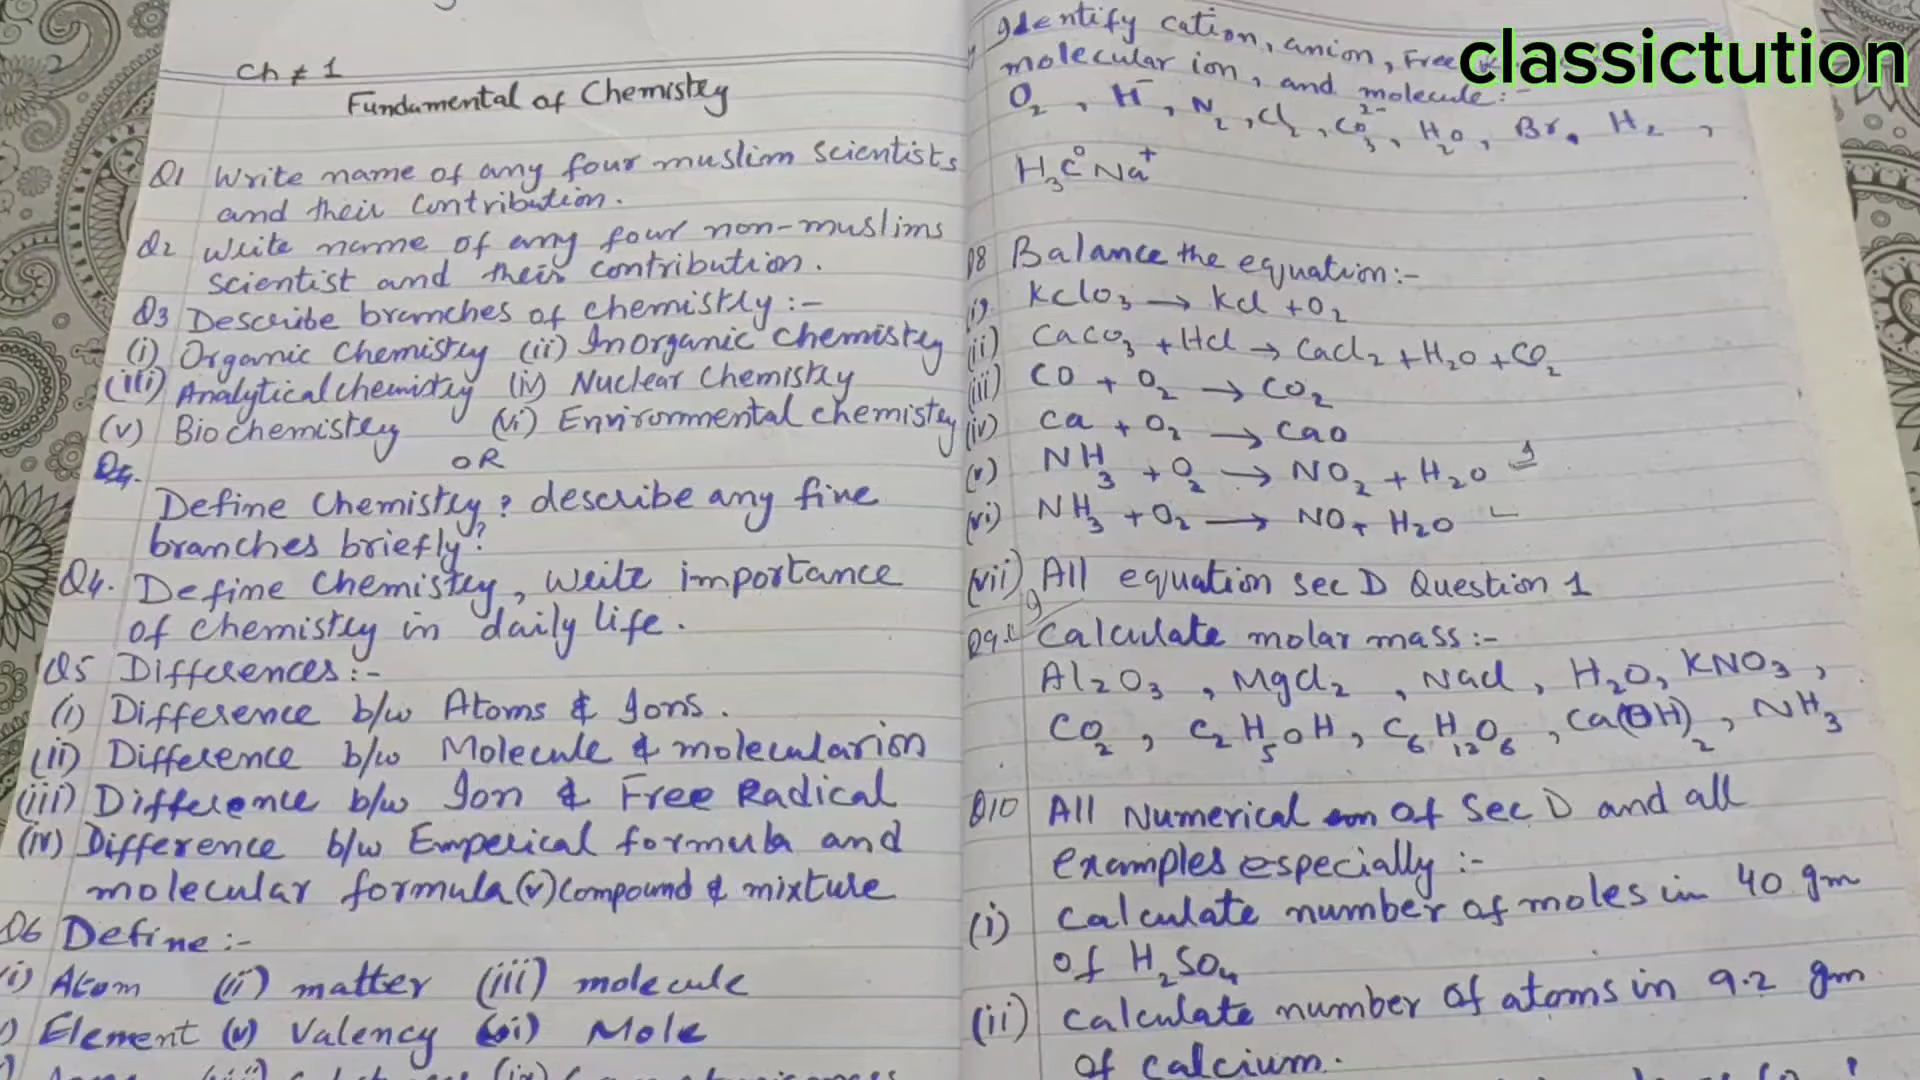 Ch # 1
Fundamental of Chemistry
Q1 Write name of any four muslim scientists
and their Contribution.
Q2 Write name of any four non-muslims
scientist and their contribution.
Q3 Describe branches of chemistry :-
(i) Organic Chemistry (ii) Inorganic Chemistry
(iii) Analytical chemistry (iv) Nuclear Chemistry
(v) Biochemistry (vi) Environmental chemistry
OR
Q4.
Define Chemistry? describe any five
branches briefly?
Q4. Define Chemistry, Write importance
of chemistry in daily life.
Q5 Differences :-
(i) Difference b/w Atoms & Ions.
(ii) Difference b/w Molecule & molecularion
(iii) Difference b/w Ion & Free Radical
(iv) Difference b/w Emperical formula and
molecular formula (v) Compound & mixture
Q6 Define :-
(i) Atom (ii) matter (iii) molecule
Element (v) Valency (vi) Mole
Identify cation, anion, Free
molecular ion, and molecule :-
O2, H⁻, N2, Cl2, CO3²⁻, H2O, Br, H2,
H3C° Na⁺
Q8 Balance the equation :-
(i) KClO3 → KCl + O2
(ii) CaCO3 + HCl → CaCl2 + H2O + CO2
(iii) CO + O2 → CO2
(iv) Ca + O2 → CaO
(v) NH3 + O2 → NO2 + H2O
(vi) NH3 + O2 → NO + H2O
(vii) All equation sec D Question 1
Q9 Calculate molar mass :-
Al2O3, MgCl2, NaCl, H2O, KNO3,
CO2, C2H5OH, C6H12O6, Ca(OH)2, NH3
Q10 All Numerical of Sec D and all
examples especially :-
(i) Calculate number of moles in 40 gm
of H2SO4
(ii) Calculate number of atoms in 9.2 gm
of calcium.
classictution